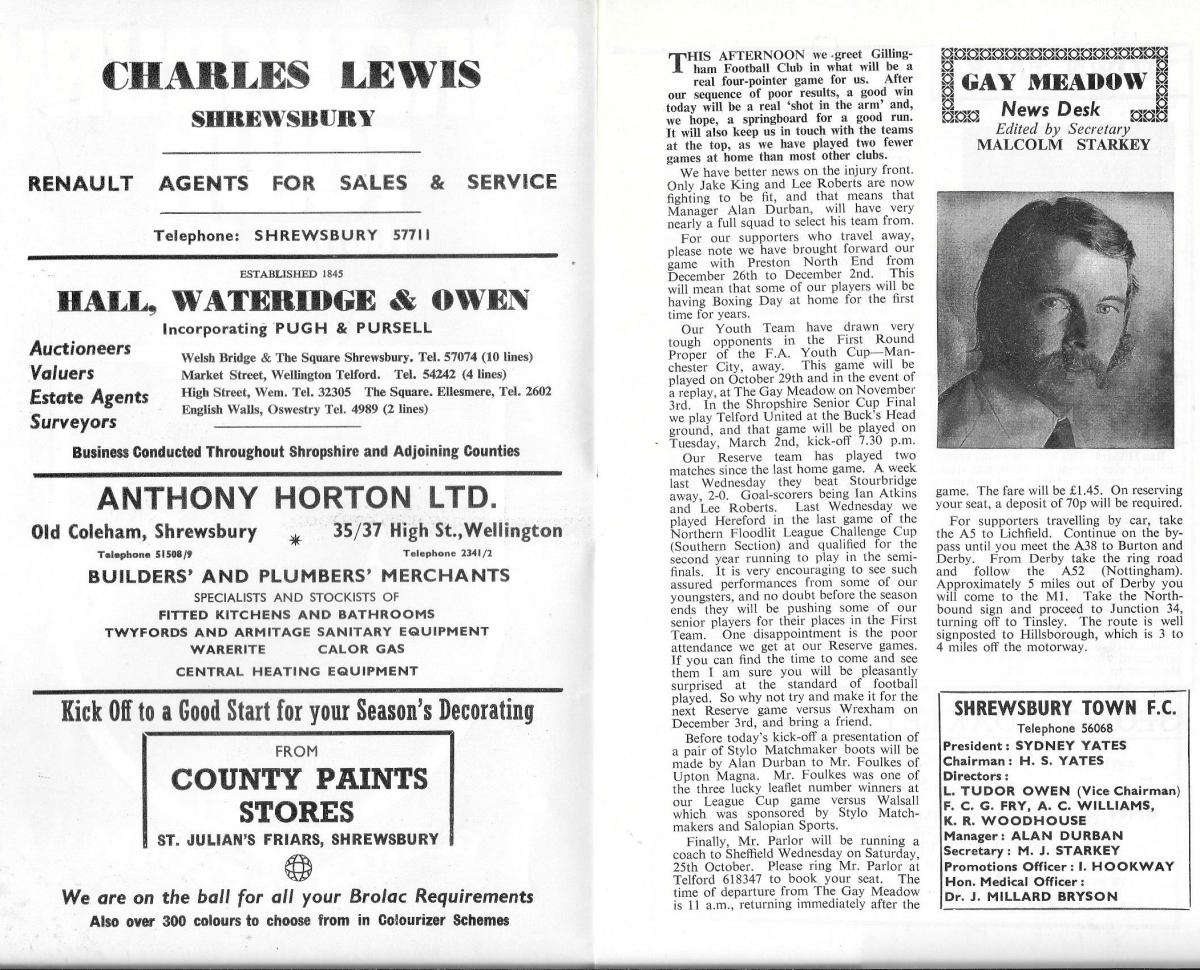 CHARLES LEWIS
SHREWSBURY
RENAULT AGENTS FOR SALES & SERVICE
Telephone: SHREWSBURY 57711
ESTABLISHED 1845
HALL, WATERIDGE & OWEN
Incorporating PUGH & PURSELL
Auctioneers
Valuers
Estate Agents
Surveyors
Welsh Bridge & The Square Shrewsbury. Tel. 57074 (10 lines)
Market Street, Wellington Telford. Tel. 54242 (4 lines)
High Street, Wem. Tel. 32305 The Square. Ellesmere, Tel. 2602
English Walls, Oswestry Tel. 4989 (2 lines)
Business Conducted Throughout Shropshire and Adjoining Counties
ANTHONY HORTON LTD.
Old Coleham, Shrewsbury * 35/37 High St., Wellington
Telephone 51508/9 Telephone 2341/2
BUILDERS' AND PLUMBERS' MERCHANTS
SPECIALISTS AND STOCKISTS OF
FITTED KITCHENS AND BATHROOMS
TWYFORDS AND ARMITAGE SANITARY EQUIPMENT
WARERITE CALOR GAS
CENTRAL HEATING EQUIPMENT
Kick Off to a Good Start for your Season's Decorating
FROM
COUNTY PAINTS
STORES
ST. JULIAN'S FRIARS, SHREWSBURY
We are on the ball for all your Brolac Requirements
Also over 300 colours to choose from in Colourizer Schemes
THIS AFTERNOON we greet Gilling-
ham Football Club in what will be a
real four-pointer game for us. After
our sequence of poor results, a good win
today will be a real 'shot in the arm' and,
we hope, a springboard for a good run.
It will also keep us in touch with the teams
at the top, as we have played two fewer
games at home than most other clubs.
We have better news on the injury front.
Only Jake King and Lee Roberts are now
fighting to be fit, and that means that
Manager Alan Durban, will have very
nearly a full squad to select his team from.
For our supporters who travel away,
please note we have brought forward our
game with Preston North End from
December 26th to December 2nd. This
will mean that some of our players will be
having Boxing Day at home for the first
time for years.
Our Youth Team have drawn very
tough opponents in the First Round
Proper of the F.A. Youth Cup—Man-
chester City, away. This game will be
played on October 29th and in the event of
a replay, at The Gay Meadow on November
3rd. In the Shropshire Senior Cup Final
we play Telford United at the Buck's Head
ground, and that game will be played on
Tuesday, March 2nd, kick-off 7.30 p.m.
Our Reserve team has played two
matches since the last home game. A week
last Wednesday they beat Stourbridge
away, 2-0. Goal-scorers being Ian Atkins
and Lee Roberts. Last Wednesday we
played Hereford in the last game of the
Northern Floodlit League Challenge Cup
(Southern Section) and qualified for the
second year running to play in the semi-
finals. It is very encouraging to see such
assured performances from some of our
youngsters, and no doubt before the season
ends they will be pushing some of our
senior players for their places in the First
Team. One disappointment is the poor
attendance we get at our Reserve games.
If you can find the time to come and see
them I am sure you will be pleasantly
surprised at the standard of football
played. So why not try and make it for the
next Reserve game versus Wrexham on
December 3rd, and bring a friend.
Before today's kick-off a presentation of
a pair of Stylo Matchmaker boots will be
made by Alan Durban to Mr. Foulkes of
Upton Magna. Mr. Foulkes was one of
the three lucky leaflet number winners at
our League Cup game versus Walsall
which was sponsored by Stylo Match-
makers and Salopian Sports.
Finally, Mr. Parlor will be running a
coach to Sheffield Wednesday on Saturday,
25th October. Please ring Mr. Parlor at
Telford 618347 to book your seat. The
time of departure from The Gay Meadow
is 11 a.m., returning immediately after the
GAY MEADOW
News Desk
Edited by Secretary
MALCOLM STARKEY
game. The fare will be £1.45. On reserving
your seat, a deposit of 70p will be required.
For supporters travelling by car, take
the A5 to Lichfield. Continue on the by-
pass until you meet the A38 to Burton and
Derby. From Derby take the ring road
and follow the A52 (Nottingham).
Approximately 5 miles out of Derby you
will come to the M1. Take the North-
bound sign and proceed to Junction 34,
turning off to Tinsley. The route is well
signposted to Hillsborough, which is 3 to
4 miles off the motorway.
SHREWSBURY TOWN F.C.
Telephone 56068
President: SYDNEY YATES
Chairman: H. S. YATES
Directors:
L. TUDOR OWEN (Vice Chairman)
F. C. G. FRY, A. C. WILLIAMS,
K. R. WOODHOUSE
Manager: ALAN DURBAN
Secretary: M. J. STARKEY
Promotions Officer: I. HOOKWAY
Hon. Medical Officer:
Dr. J. MILLARD BRYSON